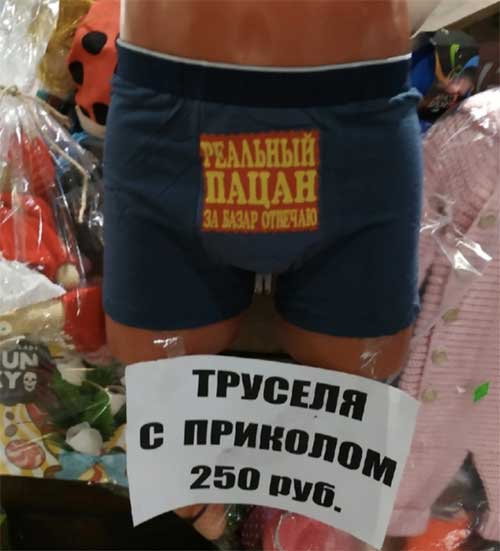 РЕАЛЬНЫЙ
ПАЦАН
ЗА БАЗАР ОТВЕЧАЮ
ТРУСЕЛЯ
С ПРИКОЛОМ
250 руб.